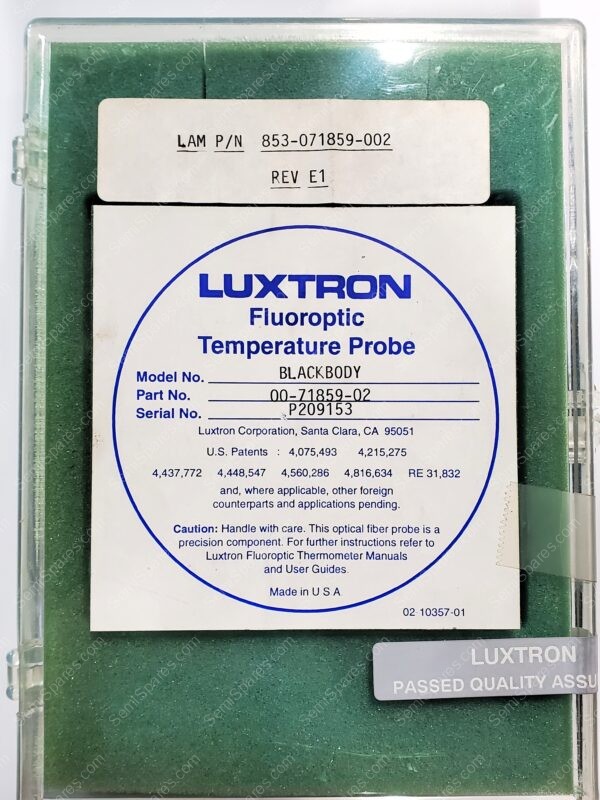 LAM P/N 853-071859-002
REV E1
LUXTRON
Fluoroptic
Temperature Probe
Model No. BLACKBODY
Part No. 00-71859-02
Serial No. P209153
Luxtron Corporation, Santa Clara, CA 95051
U.S. Patents : 4,075,493 4,215,275
4,437,772 4,448,547 4,560,286 4,816,634 RE 31,832
and, where applicable, other foreign
counterparts and applications pending.
Caution: Handle with care. This optical fiber probe is a
precision component. For further instructions refer to
Luxtron Fluoroptic Thermometer Manuals
and User Guides.
Made in U S A
02 10357-01
LUXTRON
PASSED QUALITY ASSU
SemiSpares.com